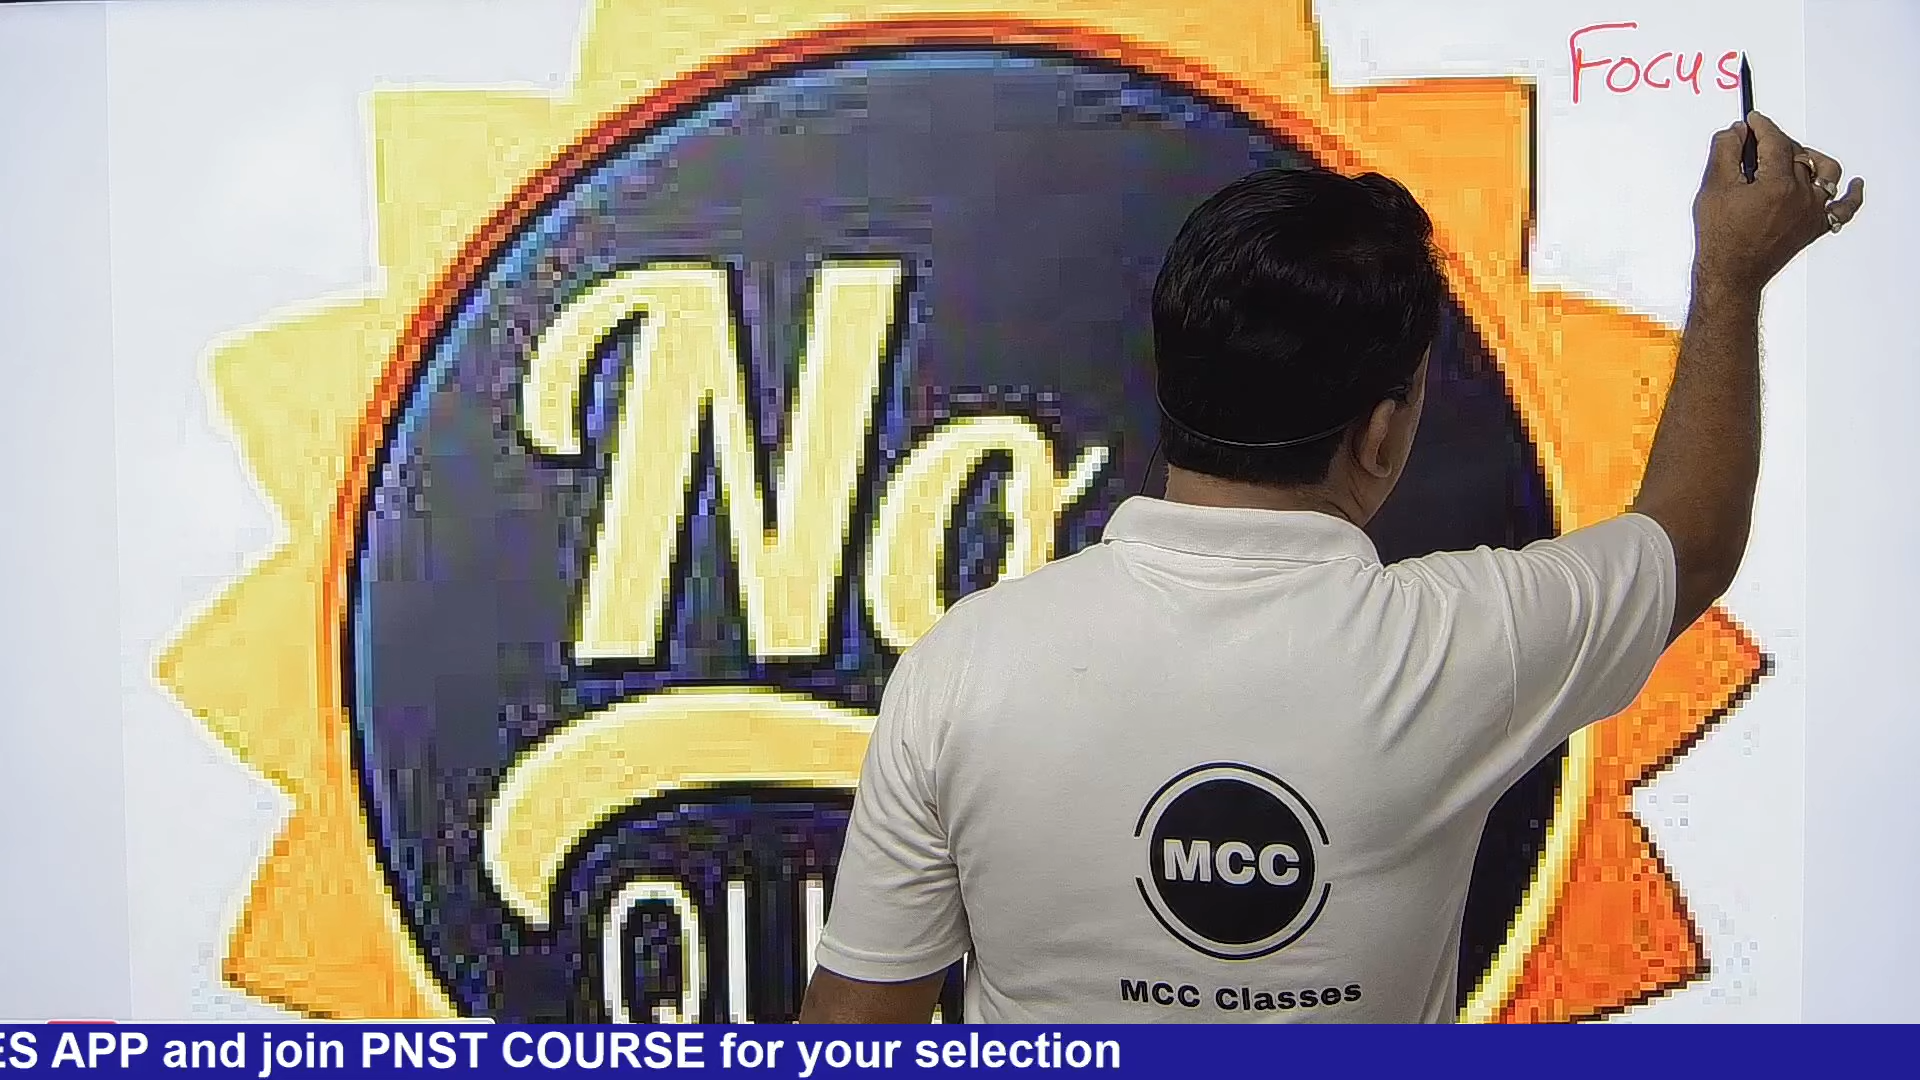 Focus
No
MCC
MCC Classes
ES APP and join PNST COURSE for your selection